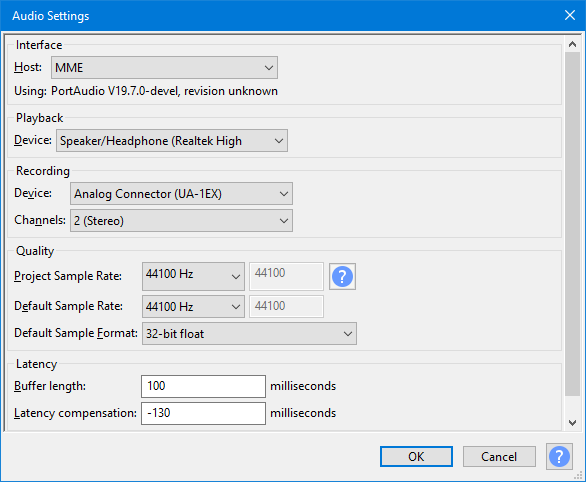 Audio Settings
Interface
Host: MME
Using: PortAudio V19.7.0-devel, revision unknown
Playback
Device: Speaker/Headphone (Realtek High
Recording
Device: Analog Connector (UA-1EX)
Channels: 2 (Stereo)
Quality
Project Sample Rate: 44100 Hz 44100 ?
Default Sample Rate: 44100 Hz 44100
Default Sample Format: 32-bit float
Latency
Buffer length: 100 milliseconds
Latency compensation: -130 milliseconds
OK Cancel ?